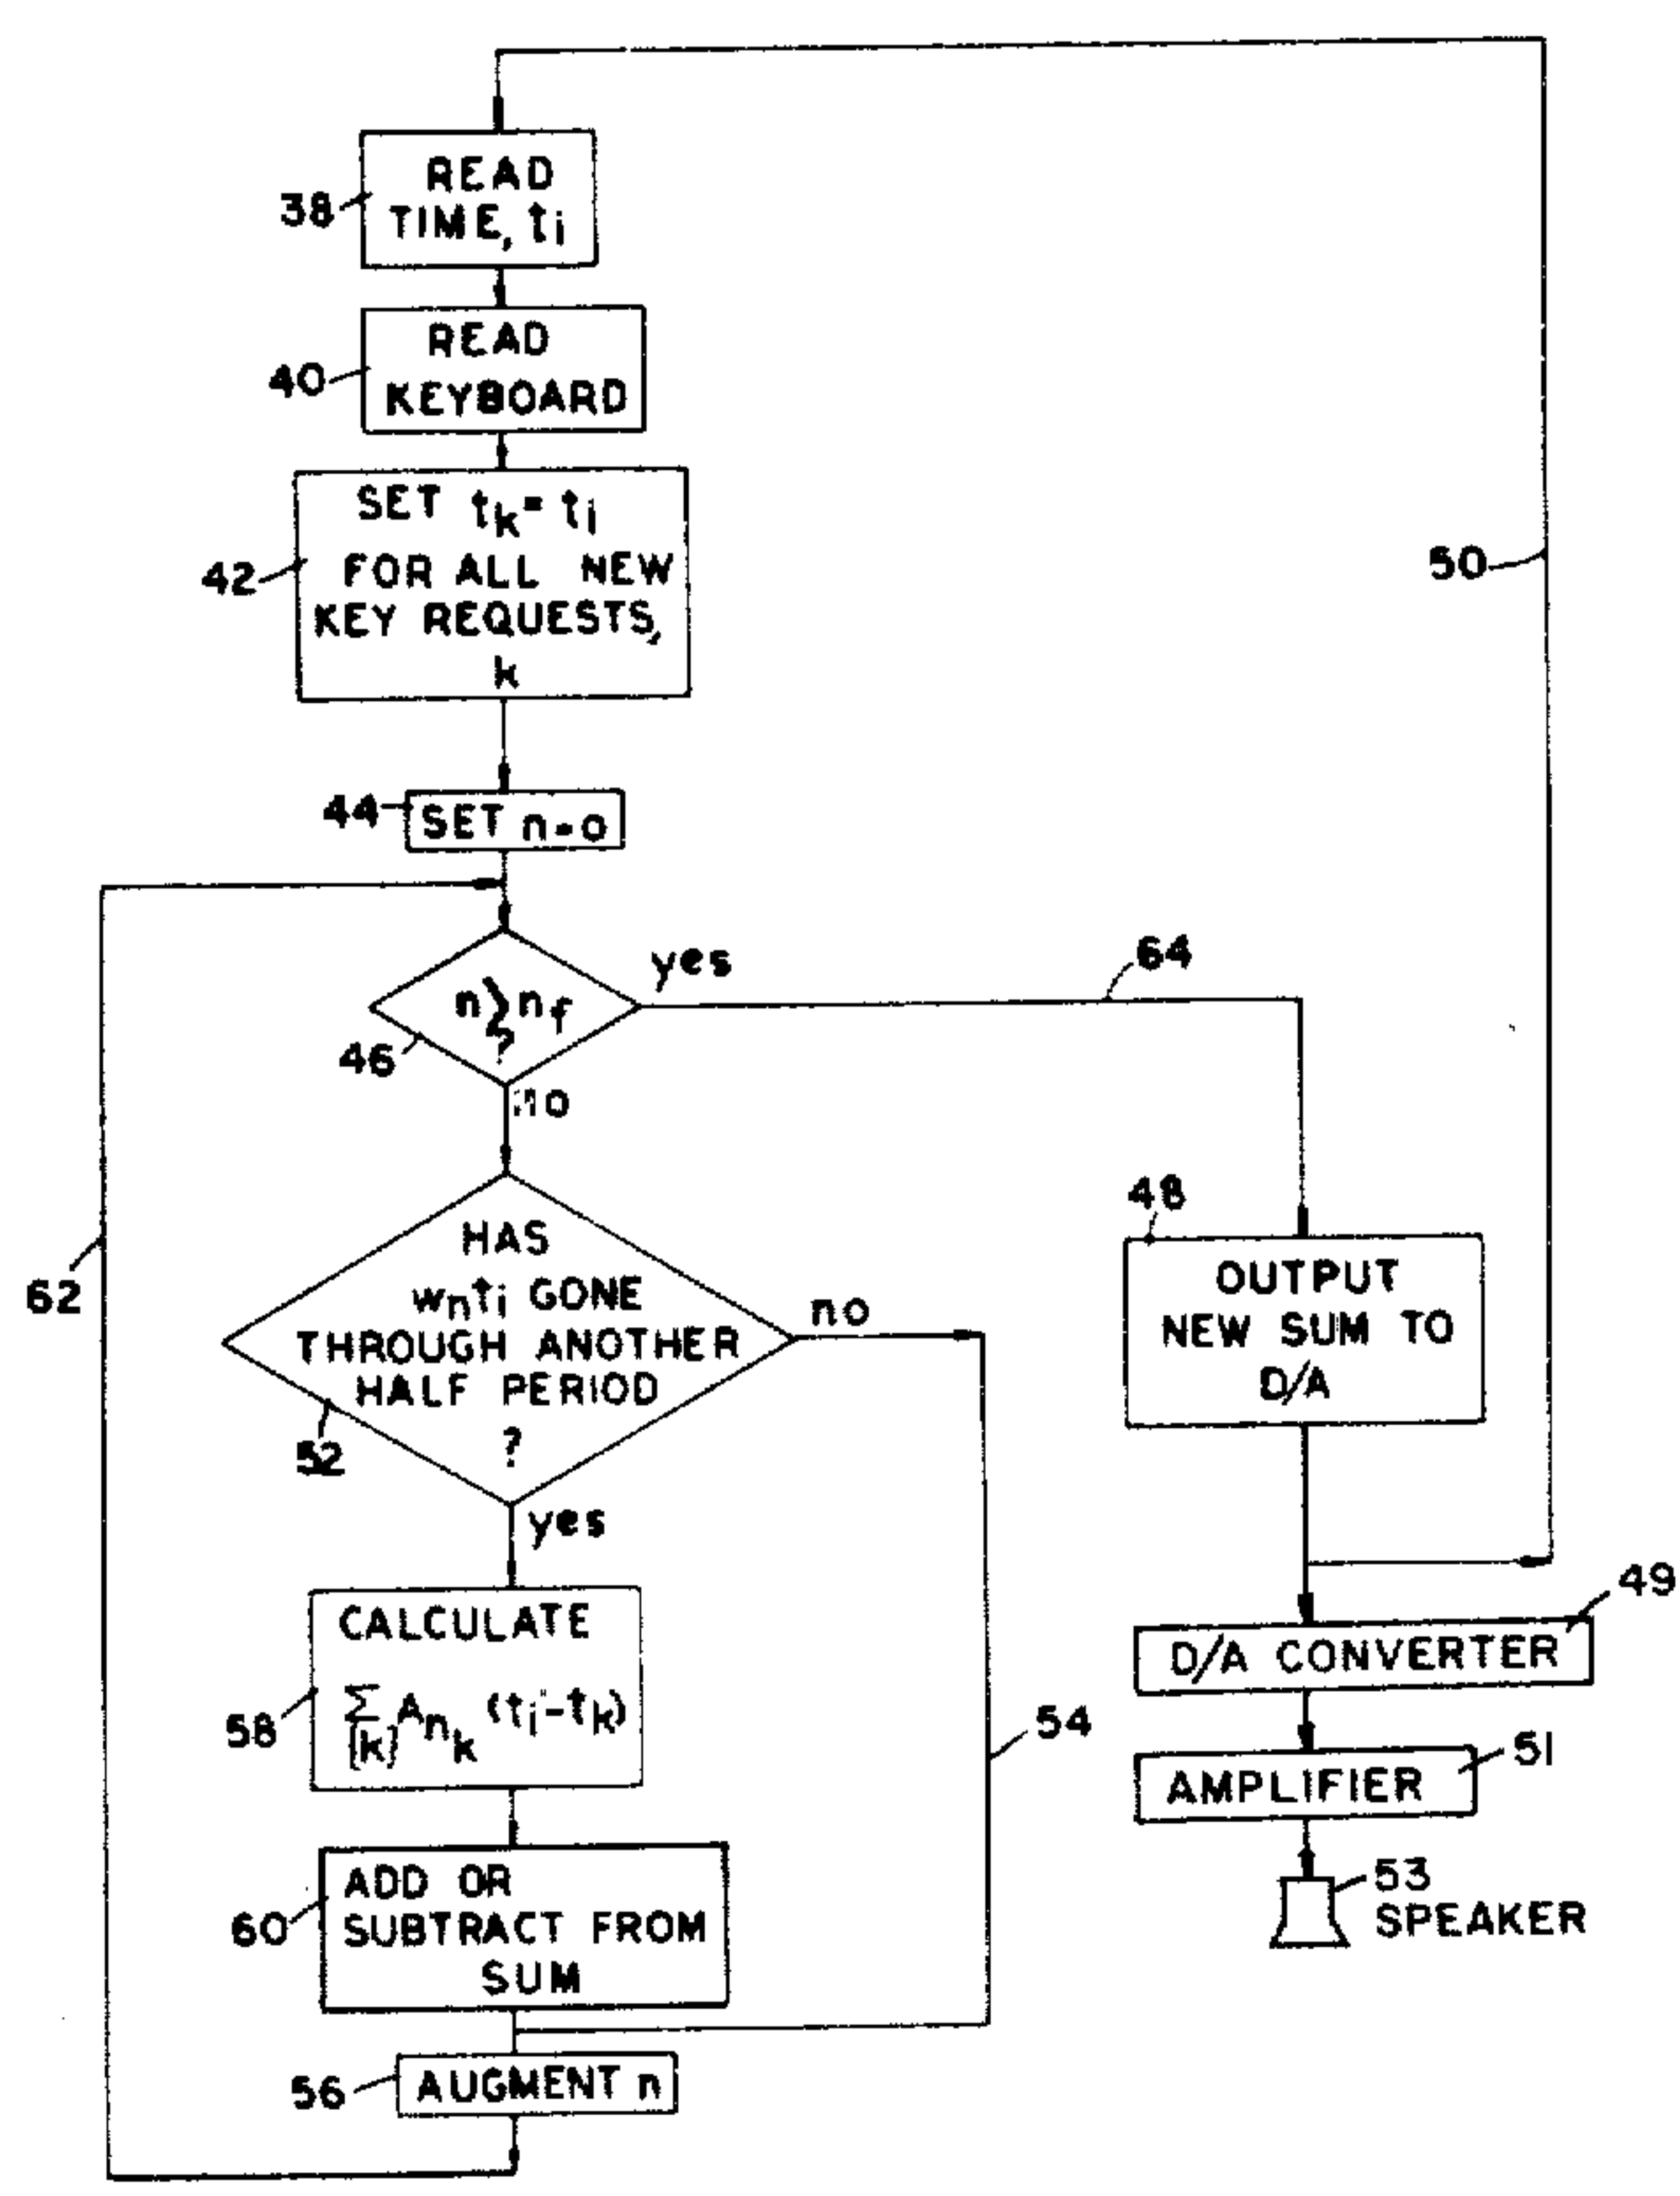 READ
TIME, ti
38
READ
KEYBOARD
40
SET tk = ti
FOR ALL NEW
KEY REQUESTS,
k
42
50
44
SET n=0
yes
64
n ≥ nf
?
46
no
48
HAS
wnti GONE
THROUGH ANOTHER
HALF PERIOD
?
no
52
62
OUTPUT
NEW SUM TO
D/A
yes
49
D/A CONVERTER
CALCULATE
∑ Ank (ti-tk)
[k]
58
54
51
AMPLIFIER
ADD OR
SUBTRACT FROM
SUM
60
53
SPEAKER
56
AUGMENT n